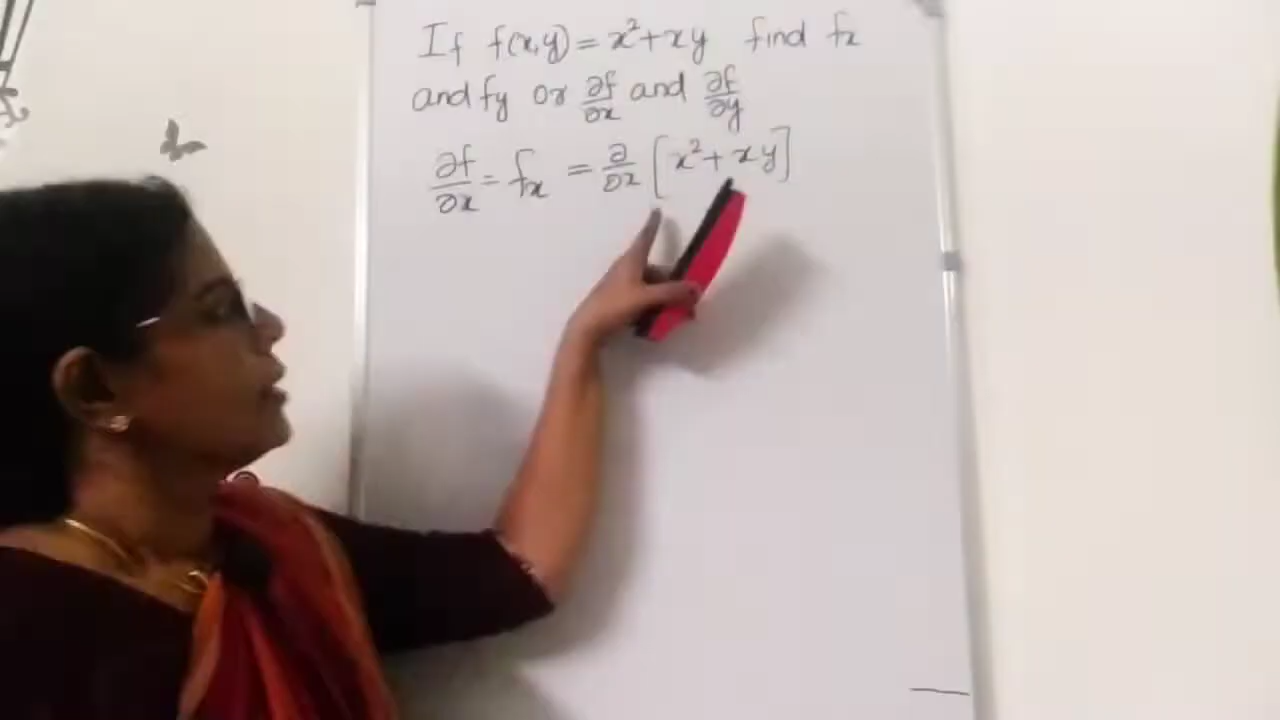 If f(x,y) = x²+xy find fx
and fy or ∂f/∂x and ∂f/∂y
∂f/∂x = fx = ∂/∂x [x²+xy]